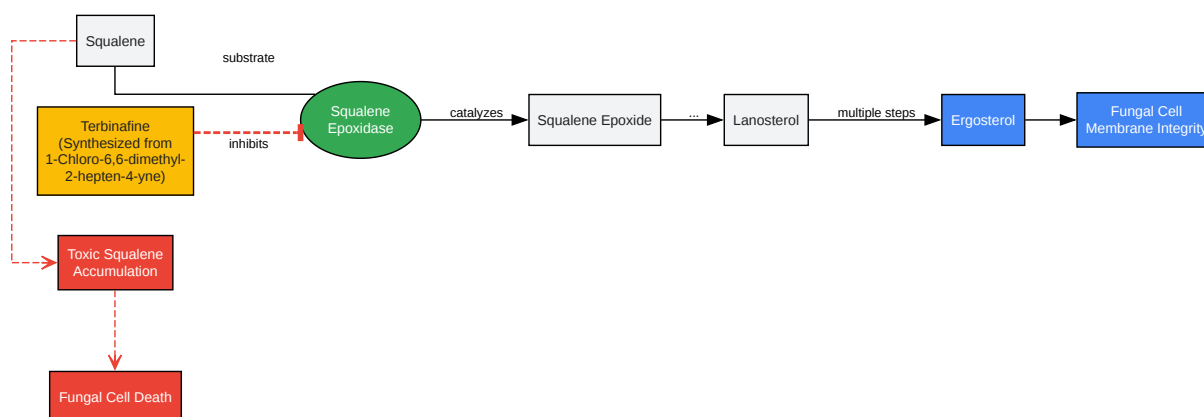 Squalene
substrate
Terbinafine
(Synthesized from
1-Chloro-6,6-dimethyl-
2-hepten-4-yne)
inhibits
Squalene
Epoxidase
catalyzes
Squalene Epoxide
...
Lanosterol
multiple steps
Ergosterol
Fungal Cell
Membrane Integrity
Toxic Squalene
Accumulation
Fungal Cell Death